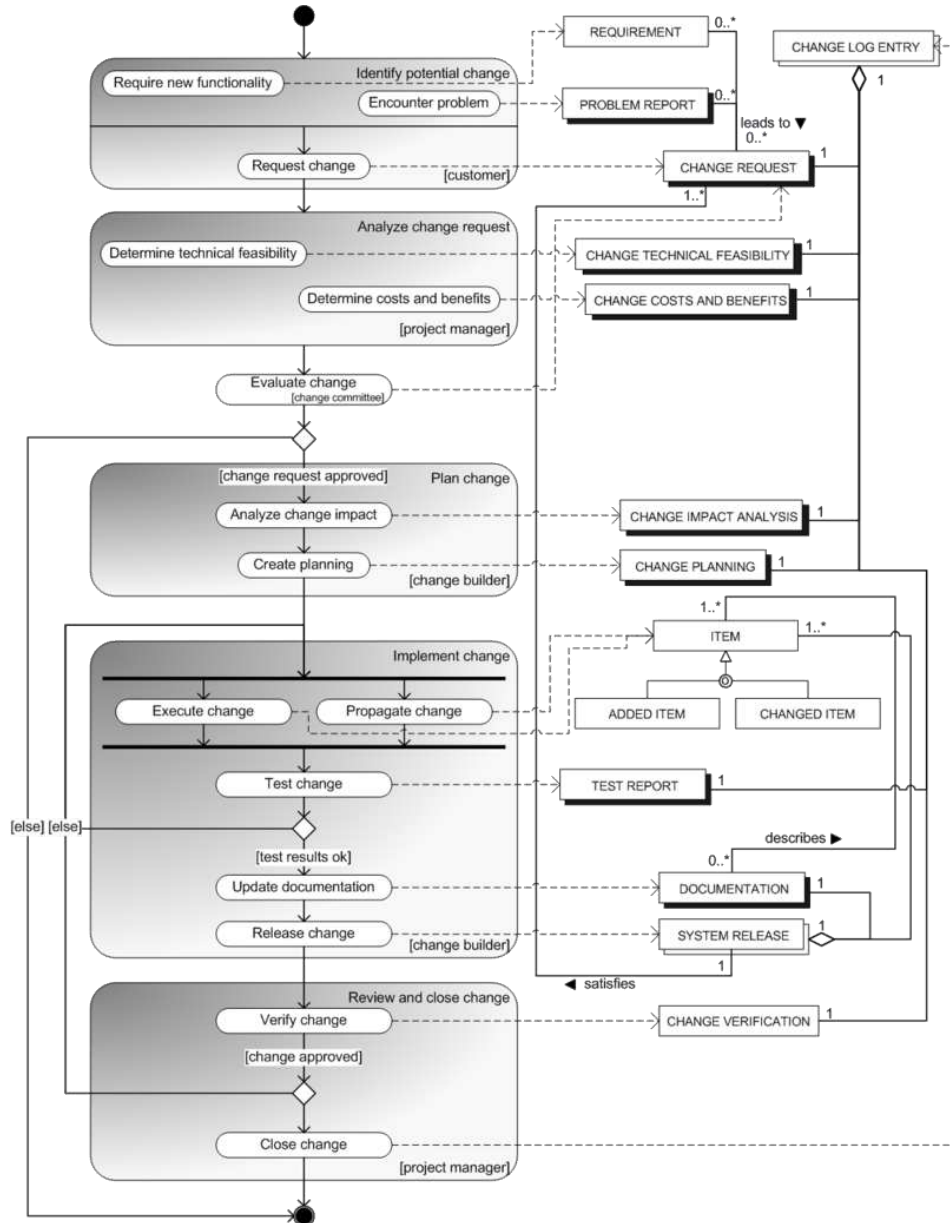 REQUIREMENT
0..*
CHANGE LOG ENTRY
1
Identify potential change
Require new functionality
Encounter problem
PROBLEM REPORT
0..*
leads to ▼
0..*
Request change
[customer]
CHANGE REQUEST
1
1..*
Analyze change request
Determine technical feasibility
CHANGE TECHNICAL FEASIBILITY
1
Determine costs and benefits
CHANGE COSTS AND BENEFITS
1
[project manager]
Evaluate change
[change committee]
[change request approved]
Plan change
Analyze change impact
CHANGE IMPACT ANALYSIS
1
Create planning
CHANGE PLANNING
1
[change builder]
1..*
ITEM
1..*
Implement change
Execute change
Propagate change
O
ADDED ITEM
CHANGED ITEM
Test change
TEST REPORT
1
[else]
[else]
[test results ok]
describes ►
0..*
Update documentation
DOCUMENTATION
1
Release change
SYSTEM RELEASE
1
[change builder]
1
◄ satisfies
Review and close change
Verify change
CHANGE VERIFICATION
1
[change approved]
Close change
[project manager]